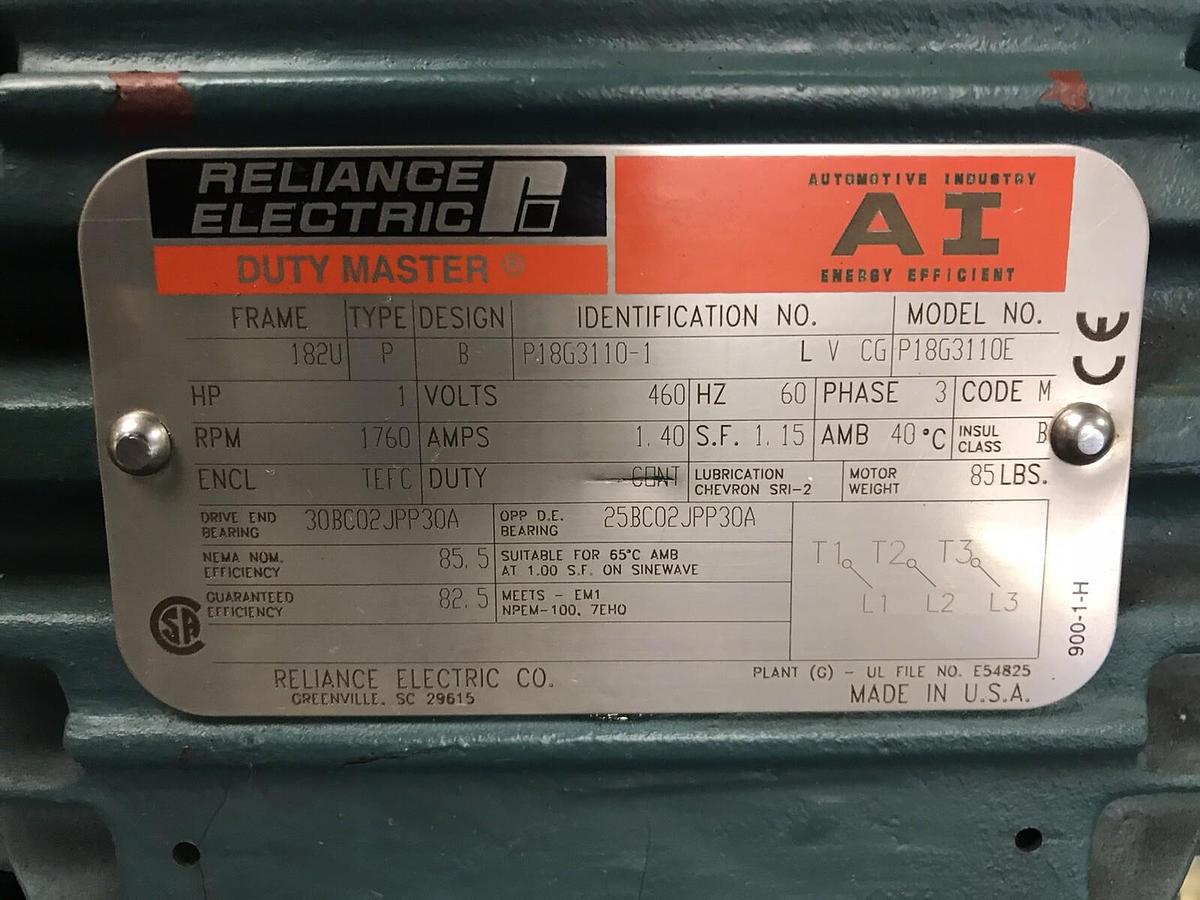 RELIANCE
ELECTRIC
DUTY MASTER ®
AUTOMOTIVE INDUSTRY
AI
ENERGY EFFICIENT
FRAME TYPE DESIGN IDENTIFICATION NO. MODEL NO.
182U P B P18G3110-1 L V CG P18G3110E
CE
HP 1 VOLTS 460 HZ 60 PHASE 3 CODE M
RPM 1760 AMPS 1.40 S.F. 1.15 AMB 40 °C INSUL CLASS B
ENCL TEFC DUTY CONT LUBRICATION CHEVRON SRI-2 MOTOR WEIGHT 85 LBS.
DRIVE END BEARING 30BC02JPP30A OPP D.E. BEARING 25BC02JPP30A
NEMA NOM. EFFICIENCY 85.5 SUITABLE FOR 65°C AMB
AT 1.00 S.F. ON SINEWAVE
GUARANTEED EFFICIENCY 82.5 MEETS - EM1
NPEM-100, 7EHO
T1 T2 T3
L1 L2 L3
SA
900-1-H
RELIANCE ELECTRIC CO.
GREENVILLE, SC 29615
PLANT (G) - UL FILE NO. E54825
MADE IN U.S.A.